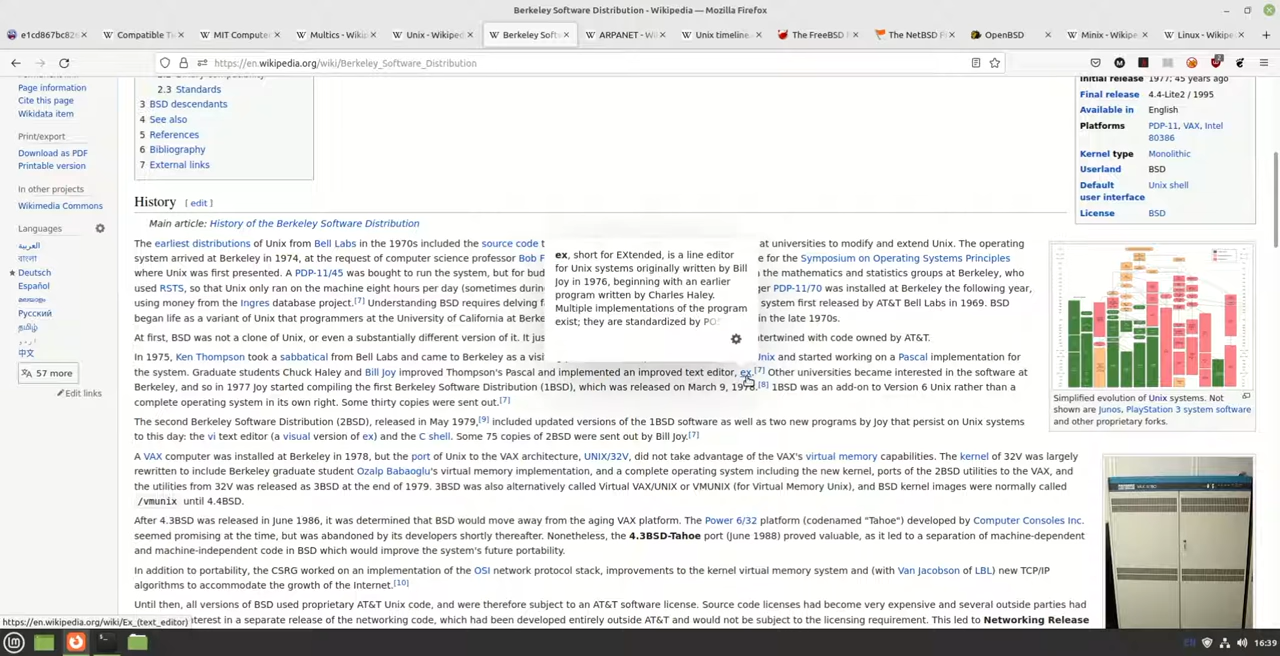 Berkeley Software Distribution - Wikipedia — Mozilla Firefox
e1cd867bc82
Compatible Ti
MIT Compute
Multics - Wiki
Unix - Wikiped
Berkeley Soft
ARPANET - Wi
Unix timeline
The FreeBSD
The NetBSD
OpenBSD
Minix - Wikipe
Linux - Wikipe
https://en.wikipedia.org/wiki/Berkeley_Software_Distribution
Page information
Cite this page
Wikidata item
Print/export
Download as PDF
Printable version
In other projects
Wikimedia Commons
Languages
العربية
বাংলা
Deutsch
Español
Русский
தமிழ்
اردو
中文
57 more
Edit links
2.3 Standards
3 BSD descendants
4 See also
5 References
6 Bibliography
7 External links
History [ edit ]
Main article: History of the Berkeley Software Distribution
The earliest distributions of Unix from Bell Labs in the 1970s included the source code t
at universities to modify and extend Unix. The operating
system arrived at Berkeley in 1974, at the request of computer science professor Bob F
e for the Symposium on Operating Systems Principles
where Unix was first presented. A PDP-11/45 was bought to run the system, but for bud
the mathematics and statistics groups at Berkeley, who
used RSTS, so that Unix only ran on the machine eight hours per day (sometimes durin
ger PDP-11/70 was installed at Berkeley the following year,
using money from the Ingres database project.[7] Understanding BSD requires delving f
system first released by AT&T Bell Labs in 1969. BSD
began life as a variant of Unix that programmers at the University of California at Berk
the late 1970s.
At first, BSD was not a clone of Unix, or even a substantially different version of it. It jus
tertwined with code owned by AT&T.
In 1975, Ken Thompson took a sabbatical from Bell Labs and came to Berkeley as a visi
Unix and started working on a Pascal implementation for
the system. Graduate students Chuck Haley and Bill Joy improved Thompson's Pascal and implemented an improved text editor, ex.[7] Other universities became interested in the software at
Berkeley, and so in 1977 Joy started compiling the first Berkeley Software Distribution (1BSD), which was released on March 9, 197 [8] 1BSD was an add-on to Version 6 Unix rather than a
complete operating system in its own right. Some thirty copies were sent out.[7]
The second Berkeley Software Distribution (2BSD), released in May 1979,[9] included updated versions of the 1BSD software as well as two new programs by Joy that persist on Unix systems
to this day: the vi text editor (a visual version of ex) and the C shell. Some 75 copies of 2BSD were sent out by Bill Joy.[7]
A VAX computer was installed at Berkeley in 1978, but the port of Unix to the VAX architecture, UNIX/32V, did not take advantage of the VAX's virtual memory capabilities. The kernel of 32V was largely
rewritten to include Berkeley graduate student Ozalp Babaoglu's virtual memory implementation, and a complete operating system including the new kernel, ports of the 2BSD utilities to the VAX, and
the utilities from 32V was released as 3BSD at the end of 1979. 3BSD was also alternatively called Virtual VAX/UNIX or VMUNIX (for Virtual Memory Unix), and BSD kernel images were normally called
/vmunix until 4.4BSD.
After 4.3BSD was released in June 1986, it was determined that BSD would move away from the aging VAX platform. The Power 6/32 platform (codenamed "Tahoe") developed by Computer Consoles Inc.
seemed promising at the time, but was abandoned by its developers shortly thereafter. Nonetheless, the 4.3BSD-Tahoe port (June 1988) proved valuable, as it led to a separation of machine-dependent
and machine-independent code in BSD which would improve the system's future portability.
In addition to portability, the CSRG worked on an implementation of the OSI network protocol stack, improvements to the kernel virtual memory system and (with Van Jacobson of LBL) new TCP/IP
algorithms to accommodate the growth of the Internet.[10]
Until then, all versions of BSD used proprietary AT&T Unix code, and were therefore subject to an AT&T software license. Source code licenses had become very expensive and several outside parties had
terest in a separate release of the networking code, which had been developed entirely outside AT&T and would not be subject to the licensing requirement. This led to Networking Release
ex, short for EXtended, is a line editor
for Unix systems originally written by Bill
Joy in 1976, beginning with an earlier
program written by Charles Haley.
Multiple implementations of the program
exist; they are standardized by PO
Initial release 1977; 45 years ago
Final release 4.4-Lite2 / 1995
Available in English
Platforms PDP-11, VAX, Intel
80386
Kernel type Monolithic
Userland BSD
Default Unix shell
user interface
License BSD
Simplified evolution of Unix systems. Not
shown are Junos, PlayStation 3 system software
and other proprietary forks.
https://en.wikipedia.org/wiki/Ex_(text_editor)
EN
16:39